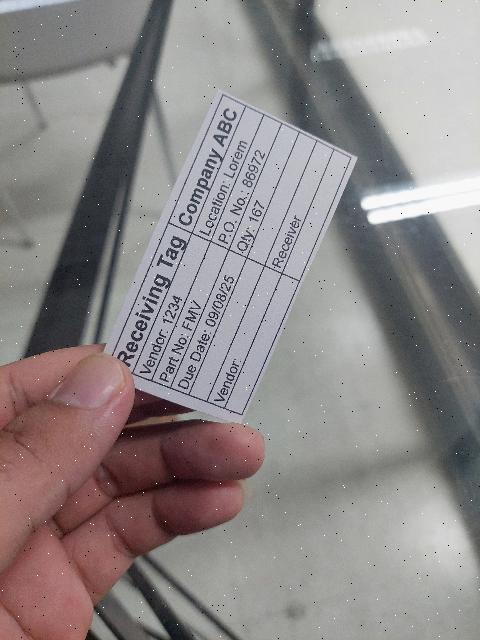 Receiving Tag Company ABC
Vendor: 1234 Location: Lorem
Part No: FMV P.O. No.: 86972
Due Date: 09/08/25 Qty: 167
Vendor: Receiver